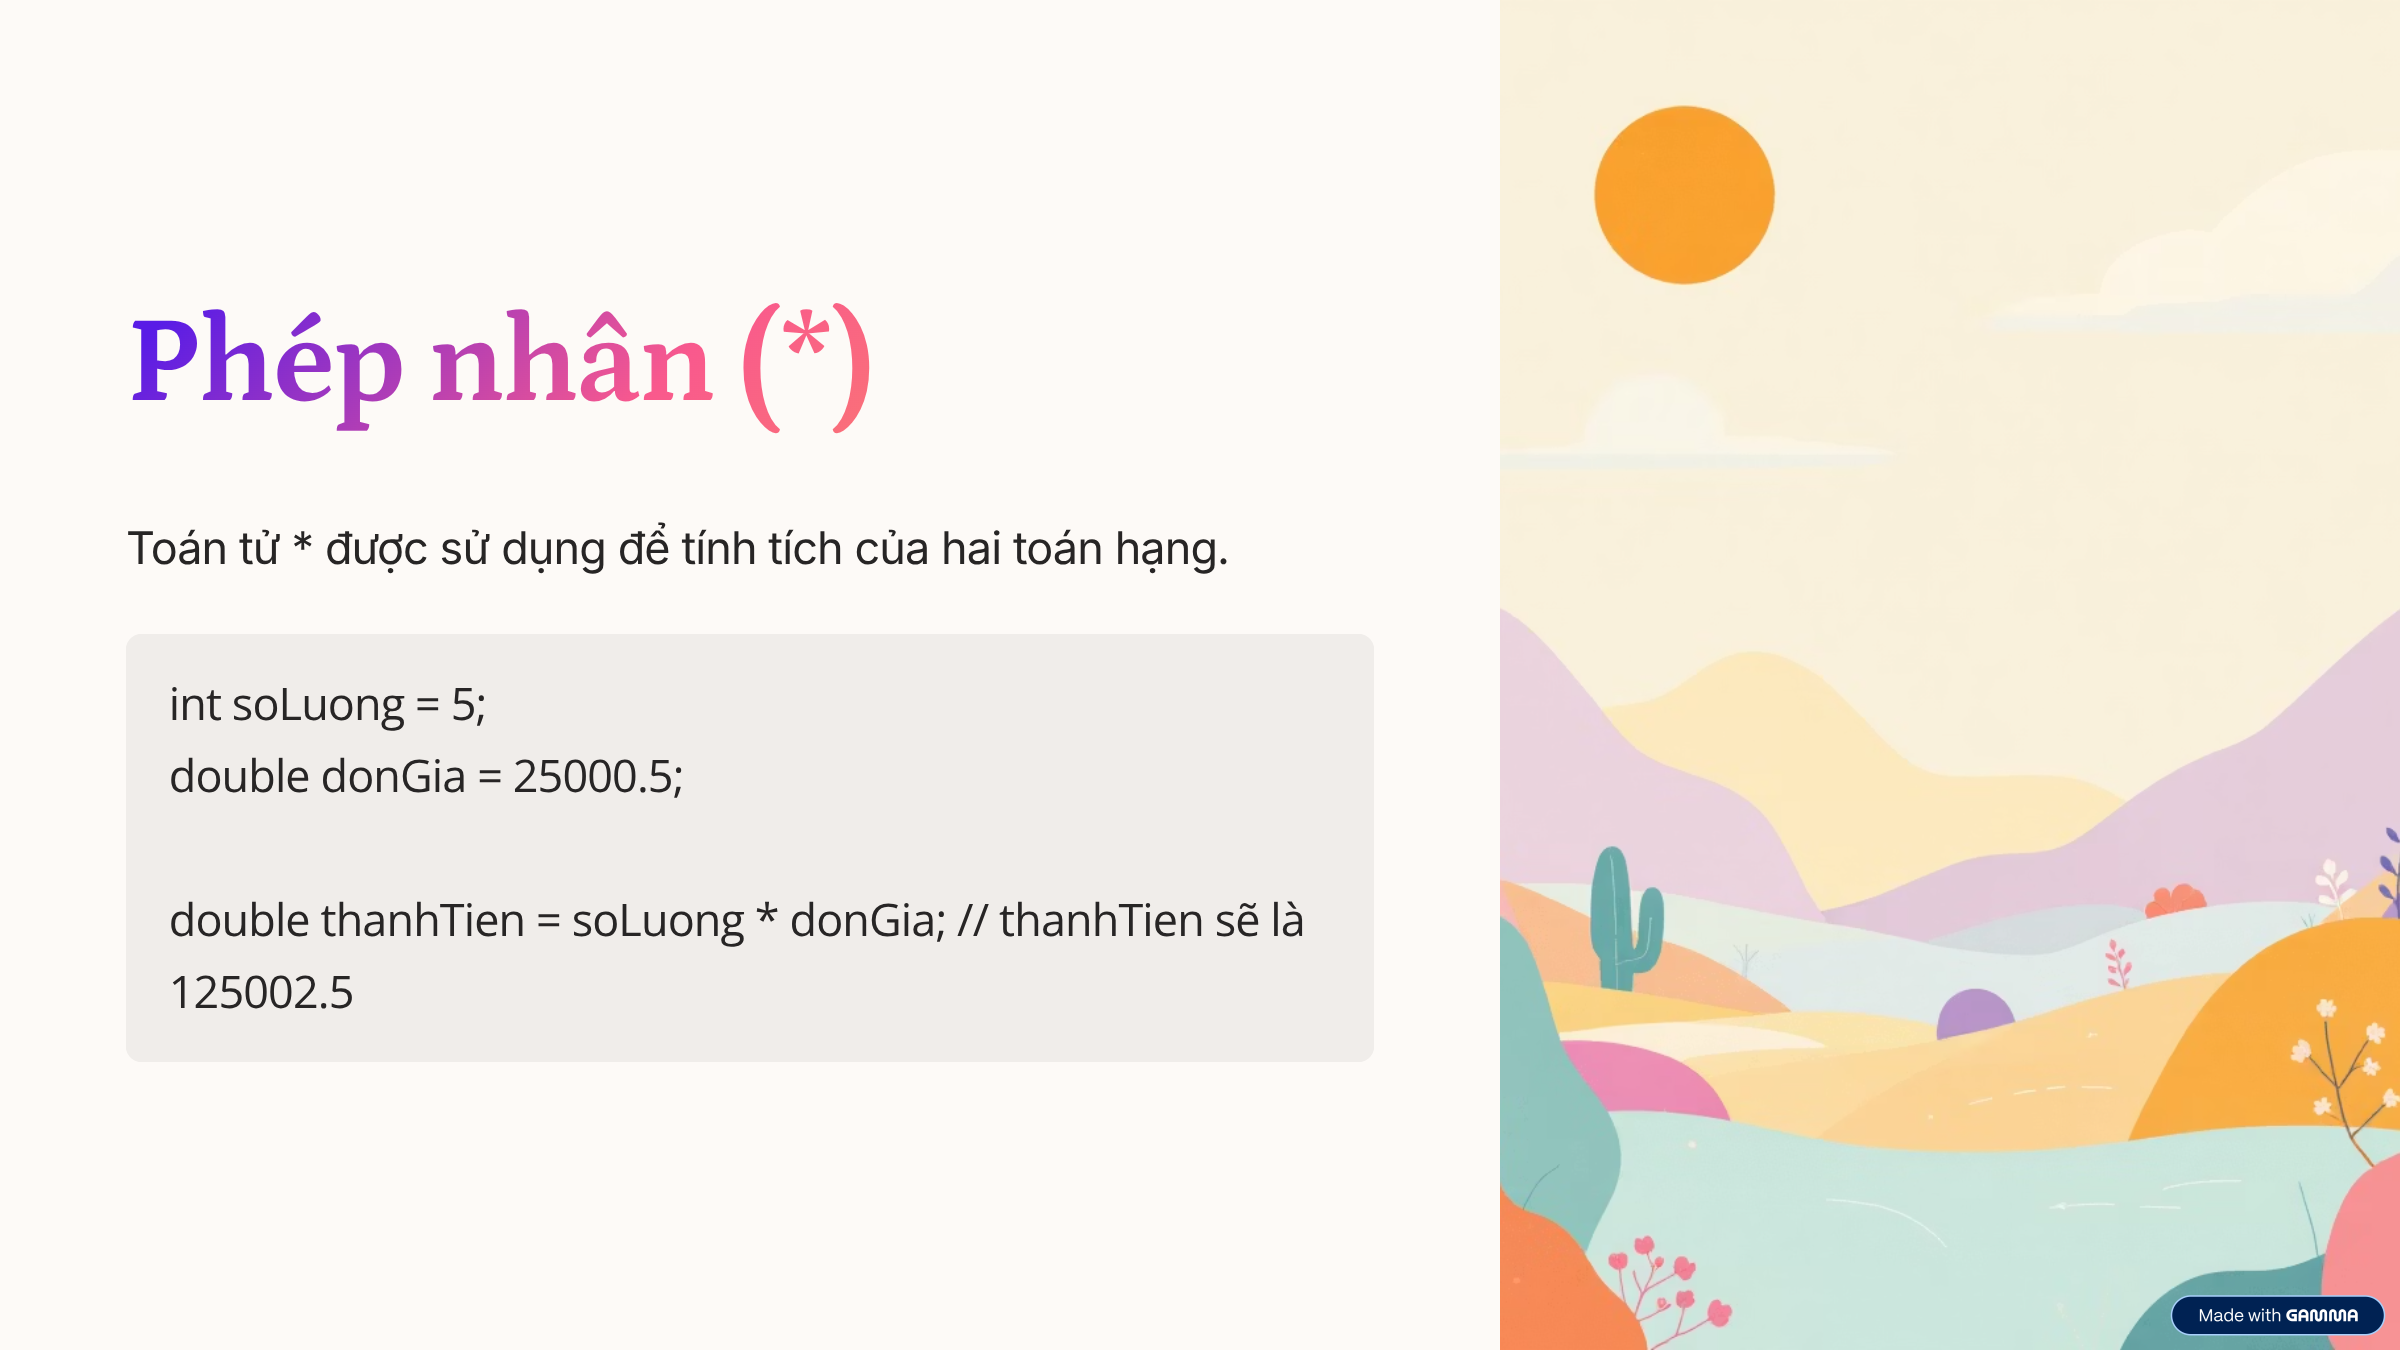 Phép nhân (*)
Toán tử * được sử dụng để tính tích của hai toán hạng.
int soLuong = 5;
double donGia = 25000.5;
double thanhTien = soLuong * donGia; // thanhTien sẽ là
125002.5
Made with GAMMA